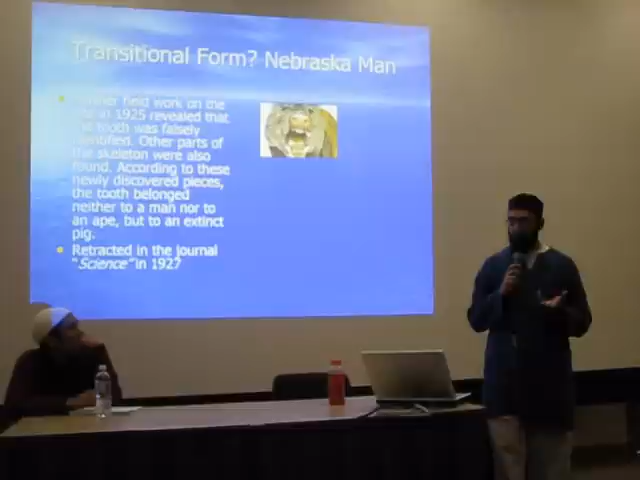 Transitional Form? Nebraska Man
field work on the
in 1925 revealed that
tooth was falsely
identified. Other parts of
the skeleton were also
found. According to these
newly discovered pieces,
the tooth belonged
neither to a man nor to
an ape, but to an extinct
pig.
Retracted in the journal
"Science" in 1927